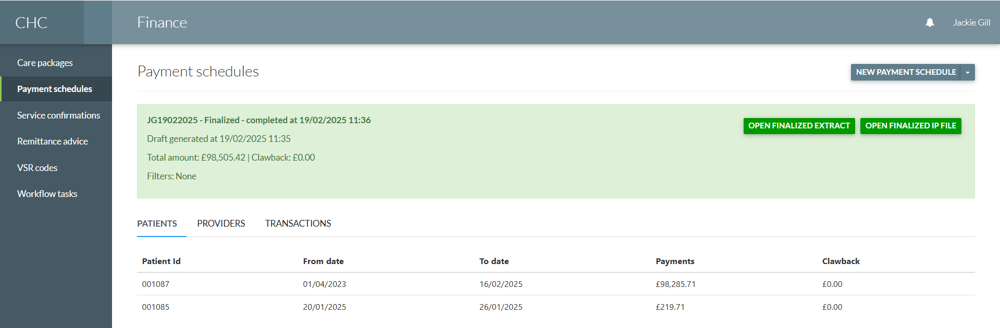 CHC
Finance
Jackie Gill
Care packages
Payment schedules
Service confirmations
Remittance advice
VSR codes
Workflow tasks
Payment schedules
NEW PAYMENT SCHEDULE
JG19022025 - Finalized - completed at 19/02/2025 11:36
OPEN FINALIZED EXTRACT
OPEN FINALIZED IP FILE
Draft generated at 19/02/2025 11:35
Total amount: £98,505.42 | Clawback: £0.00
Filters: None
PATIENTS PROVIDERS TRANSACTIONS
Patient Id From date To date Payments Clawback
001087 01/04/2023 16/02/2025 £98,285.71 £0.00
001085 20/01/2025 26/01/2025 £219.71 £0.00